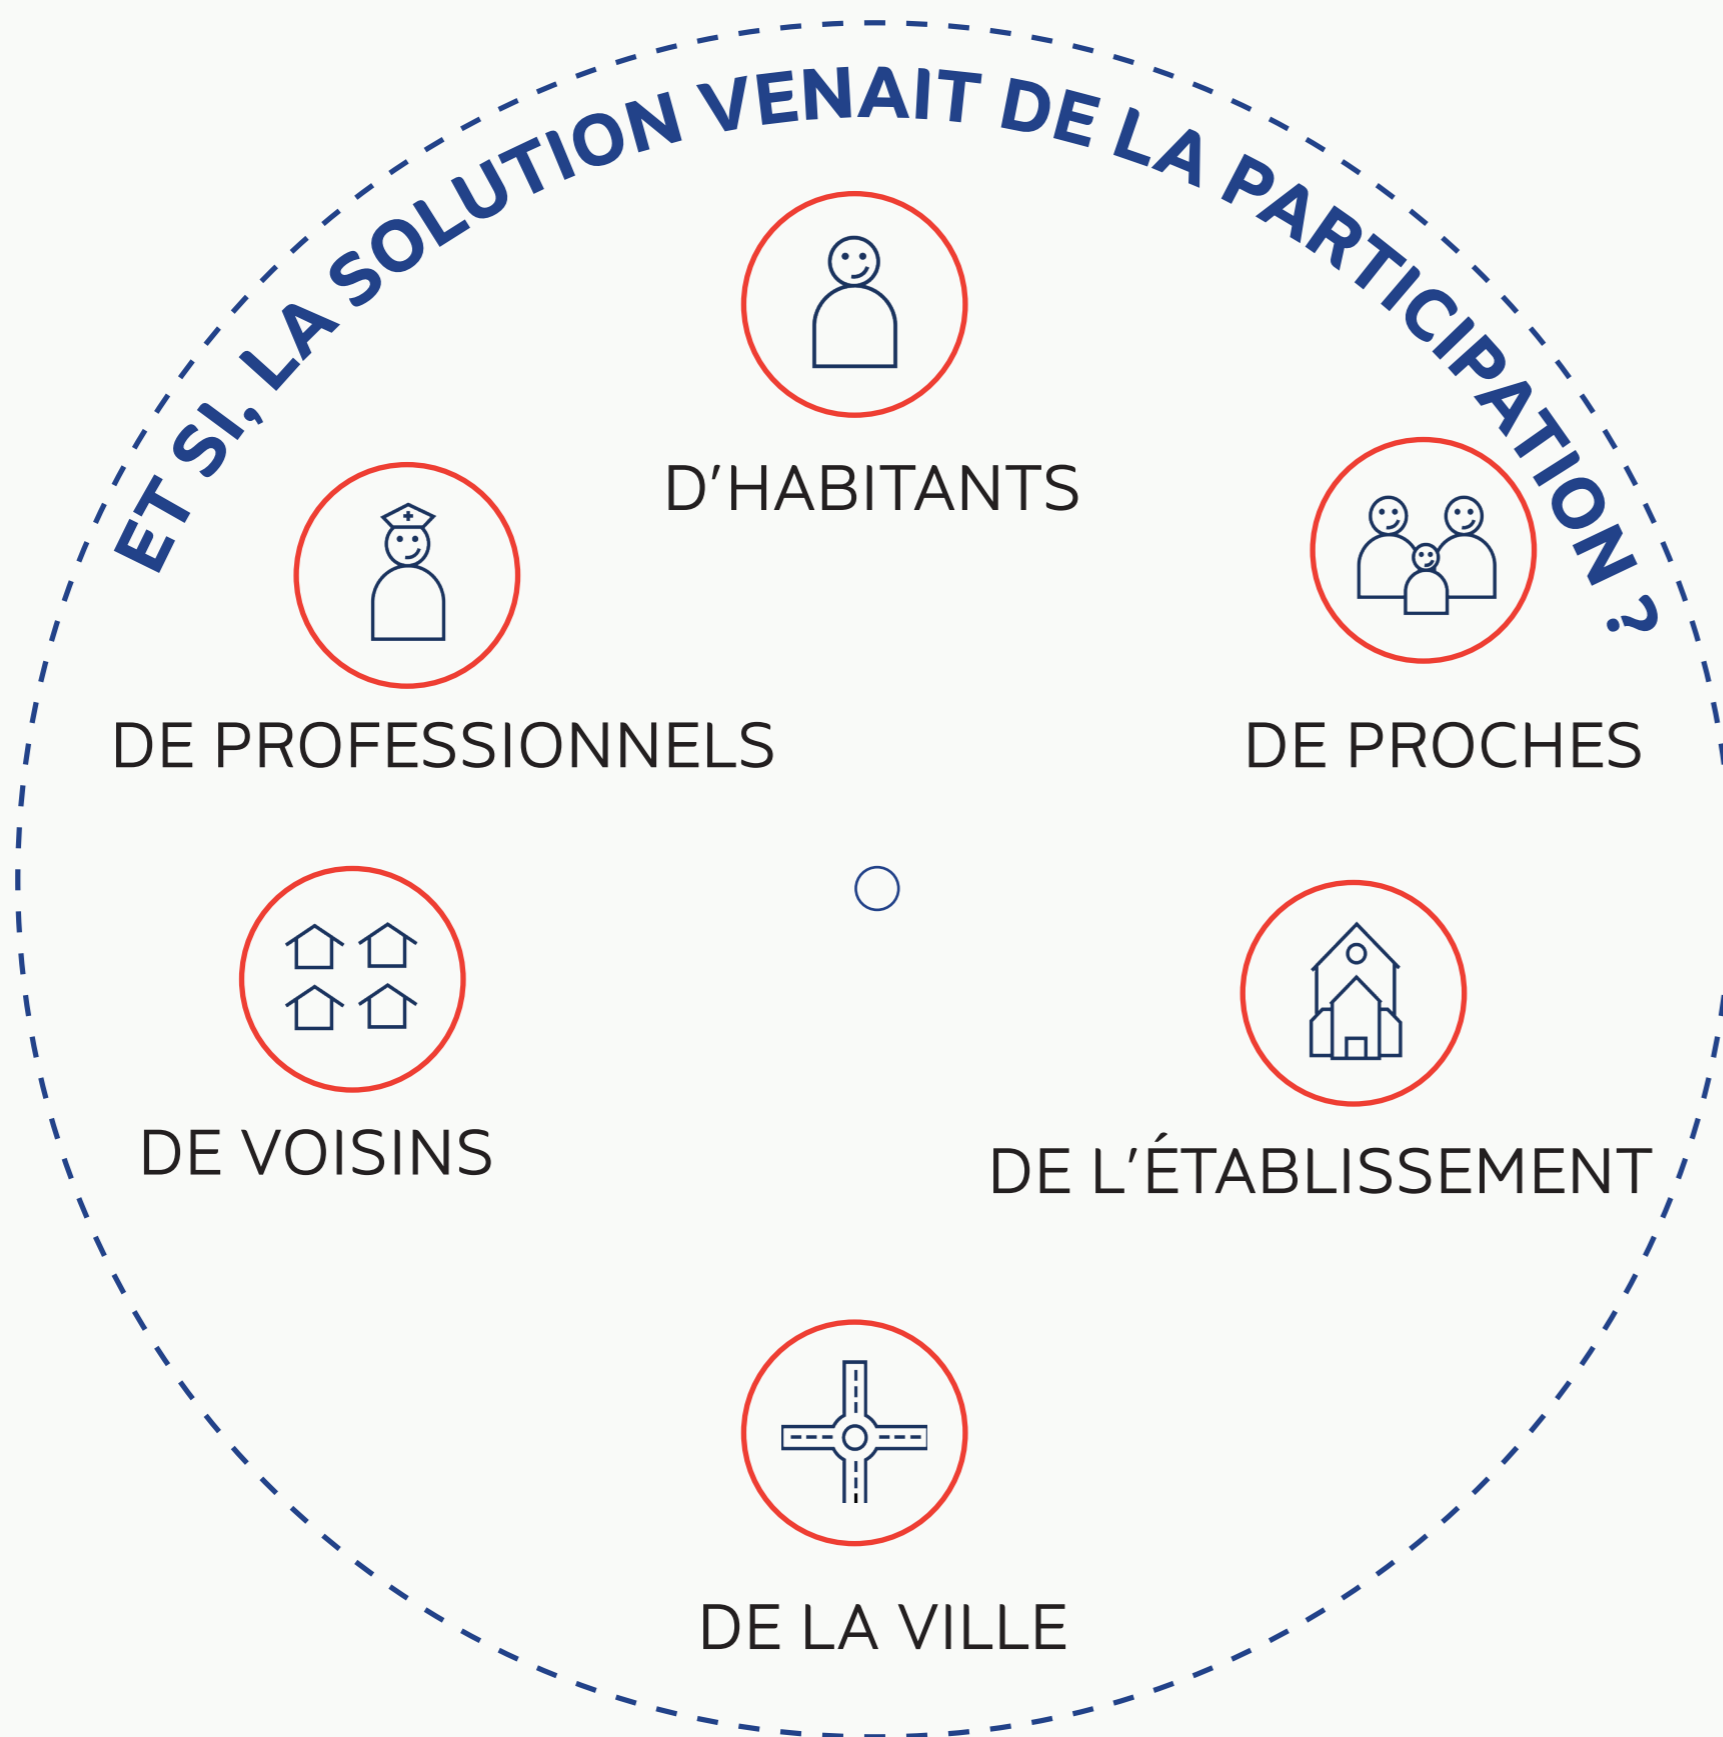 ET SI, LA SOLUTION VENAIT DE LA PARTICIPATION ?
D’HABITANTS
DE PROFESSIONNELS
DE PROCHES
DE VOISINS
DE L’ÉTABLISSEMENT
DE LA VILLE